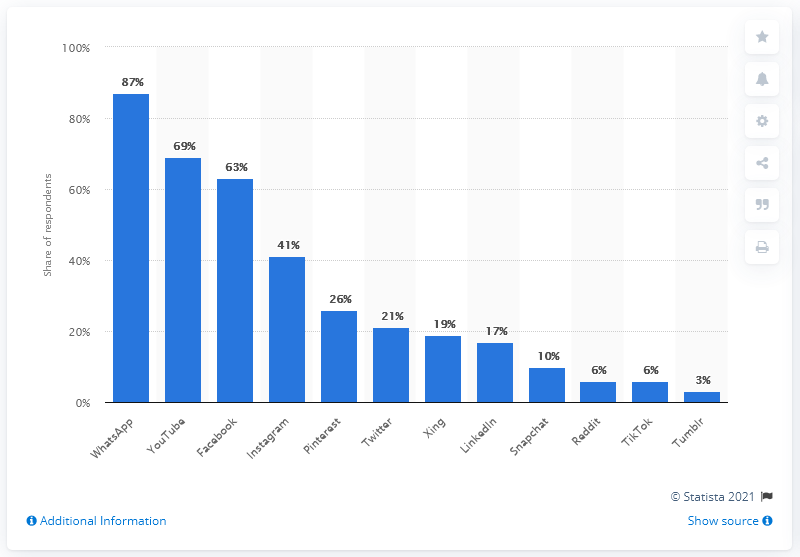 100%
80%
60%
40%
20%
0%
Share of respondents
87%
69%
63%
41%
26%
21%
19%
17%
10%
6%
6%
3%
WhatsApp
YouTube
Facebook
Instagram
Pinterest
Twitter
Xing
LinkedIn
Snapchat
Reddit
TikTok
Tumblr
© Statista 2021
Additional Information
Show source